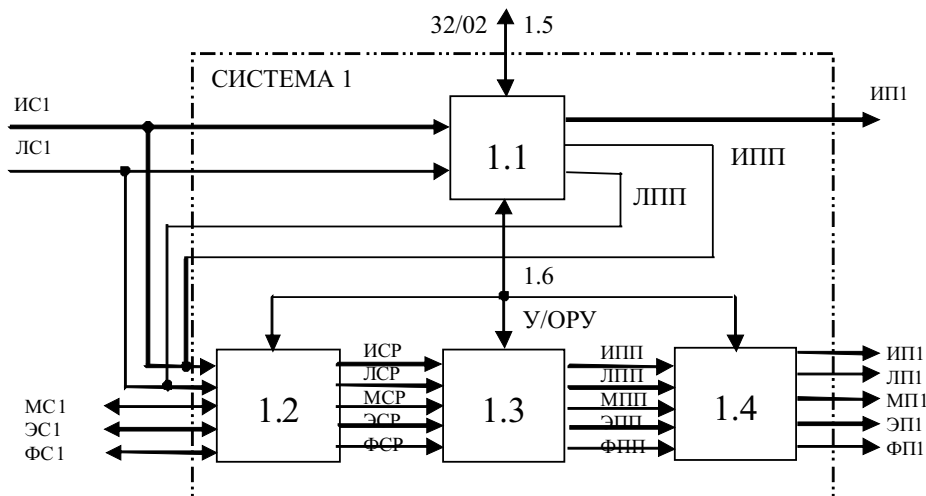 32/02 1.5
СИСТЕМА 1
ИС1
ИП1
ЛС1
1.1
ИПП
ЛПП
1.6
У/ОРУ
ИСР
ИПП
ИП1
ЛСР
ЛПП
ЛП1
МС1
1.2
МСР
1.3
МПП
1.4
МП1
ЭС1
ЭСР
ЭПП
ЭП1
ФС1
ФСР
ФПП
ФП1